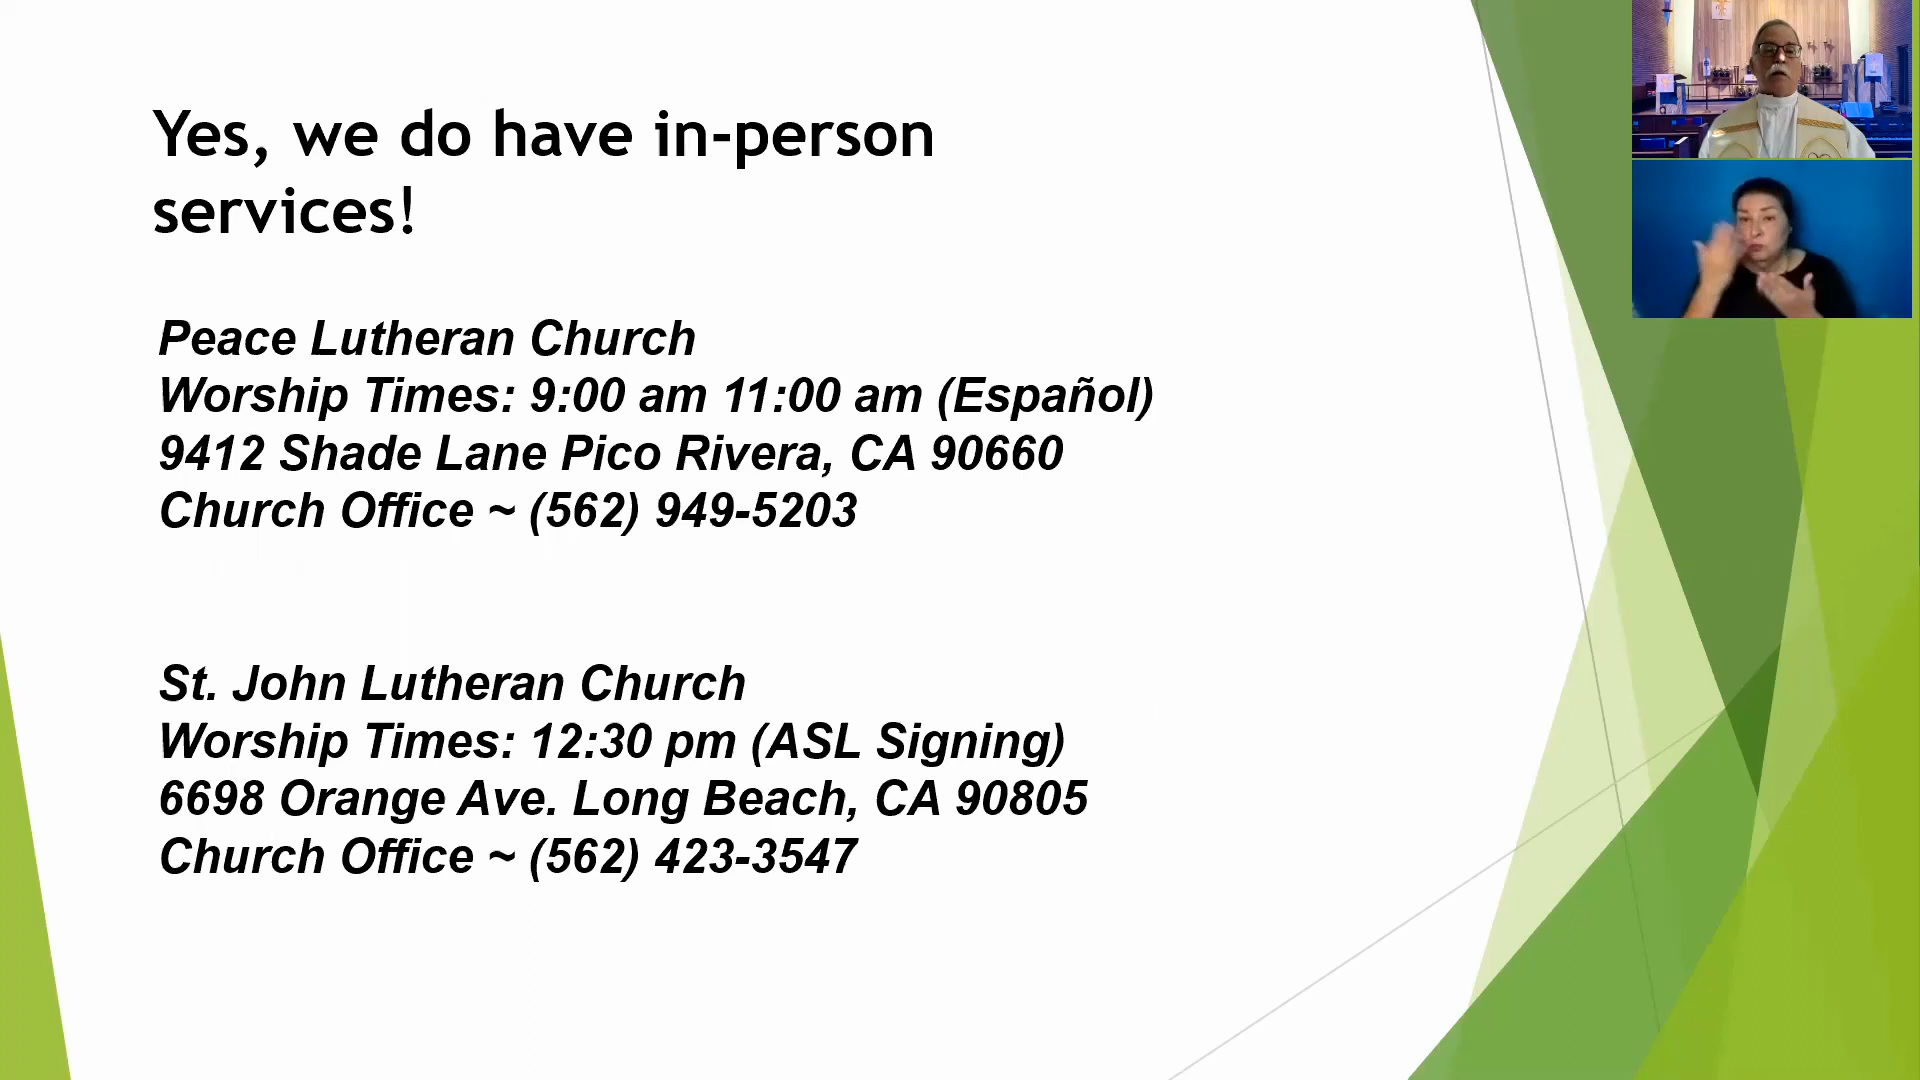 Yes, we do have in-person
services!
Peace Lutheran Church
Worship Times: 9:00 am 11:00 am (Español)
9412 Shade Lane Pico Rivera, CA 90660
Church Office ~ (562) 949-5203
St. John Lutheran Church
Worship Times: 12:30 pm (ASL Signing)
6698 Orange Ave. Long Beach, CA 90805
Church Office ~ (562) 423-3547